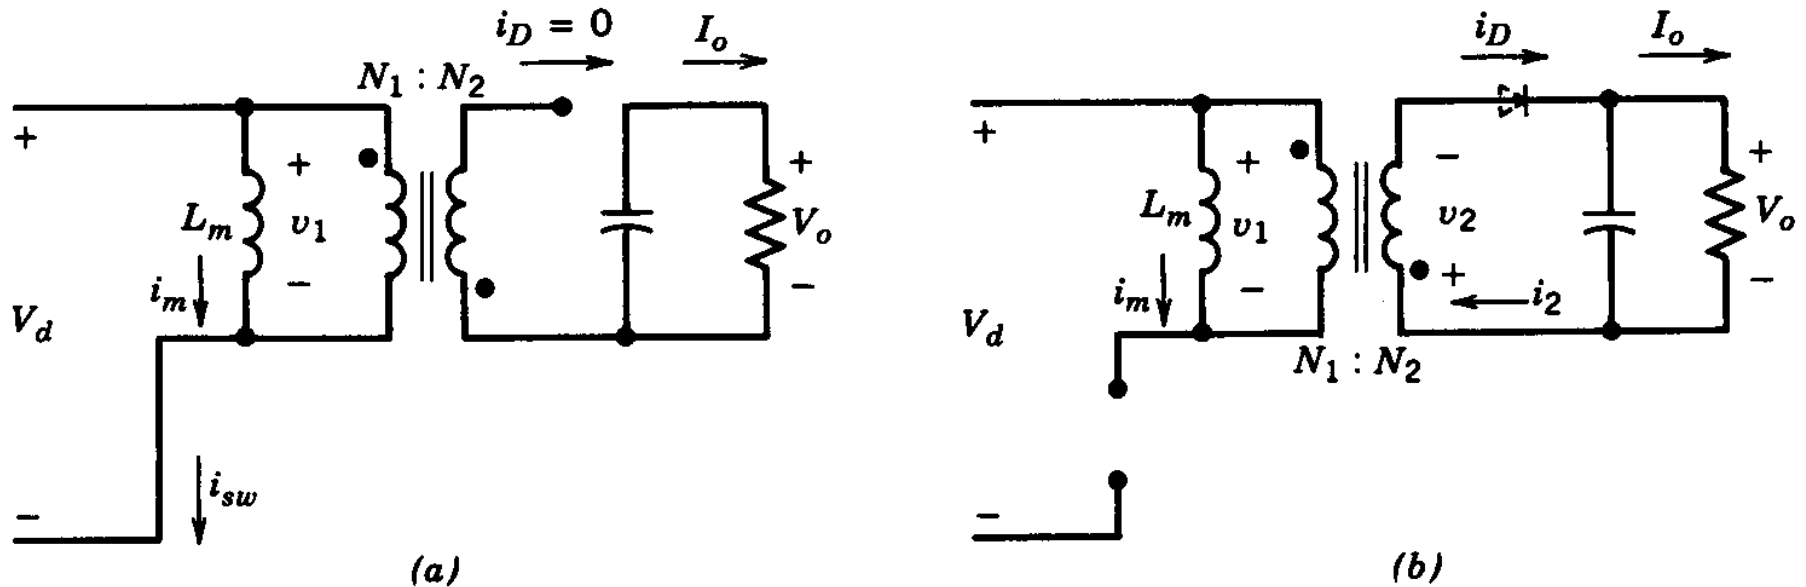 i_D = 0
I_o
N_1 : N_2
+
+
+
L_m
v_1
V_o
i_m
−
−
V_d
i_sw
−
(a)
i_D
I_o
+
+
−
+
L_m
v_1
v_2
V_o
i_m
−
+
i_2
−
V_d
N_1 : N_2
−
(b)